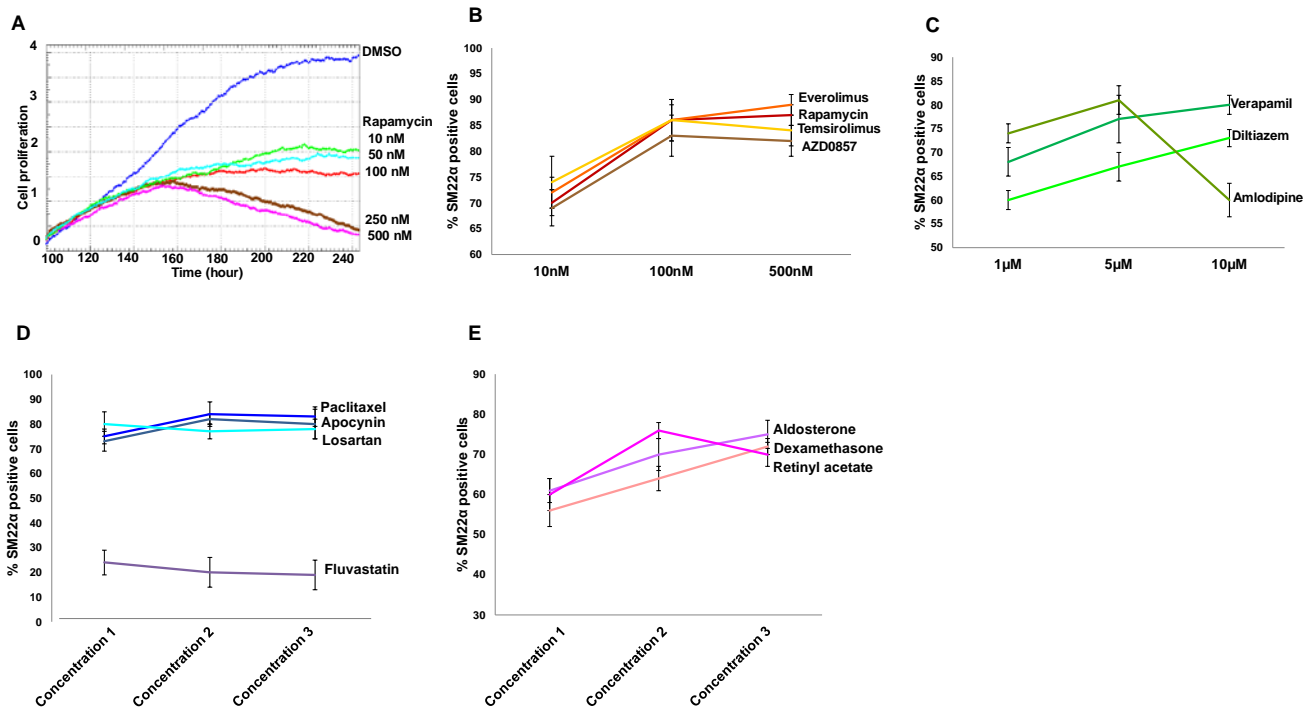 A
Cell proliferation
4
3
2
1
0
100 120 140 160 180 200 220 240
Time (hour)
DMSO
Rapamycin
10 nM
50 nM
100 nM
250 nM
500 nM
B
% SM22α positive cells
100
95
90
85
80
75
70
65
60
10nM 100nM 500nM
Everolimus
Rapamycin
Temsirolimus
AZD0857
C
% SM22α positive cells
90
85
80
75
70
65
60
55
50
1µM 5µM 10µM
Verapamil
Diltiazem
Amlodipine
D
% SM22α positive cells
100
90
80
70
60
50
40
30
20
10
0
Concentration 1
Concentration 2
Concentration 3
Paclitaxel
Apocynin
Losartan
Fluvastatin
E
% SM22α positive cells
90
80
70
60
50
40
30
Concentration 1
Concentration 2
Concentration 3
Aldosterone
Dexamethasone
Retinyl acetate